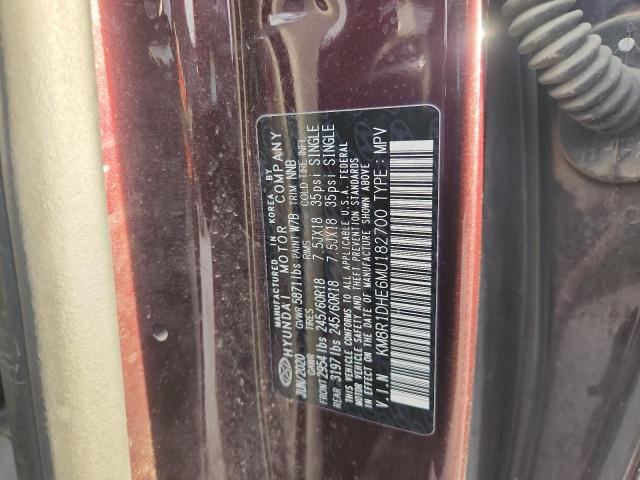 MANUFACTURED IN KOREA BY
HYUNDAI MOTOR COMPANY
JUN/2020 GVWR 5871lbs PAINT W7B TRIM NNB
GAWR TIRES RIMS COLD TIRE INFL
FRONT 2954lbs 245/60R18 7.5JX18 35psi SINGLE
REAR 3197lbs 245/60R18 7.5JX18 35psi SINGLE
THIS VEHICLE CONFORMS TO ALL APPLICABLE U.S.A. FEDERAL
MOTOR VEHICLE SAFETY AND THEFT PREVENTION STANDARDS
IN EFFECT ON THE DATE OF MANUFACTURE SHOWN ABOVE
V.I.N KM8R1DHE6MU182700 TYPE: MPV